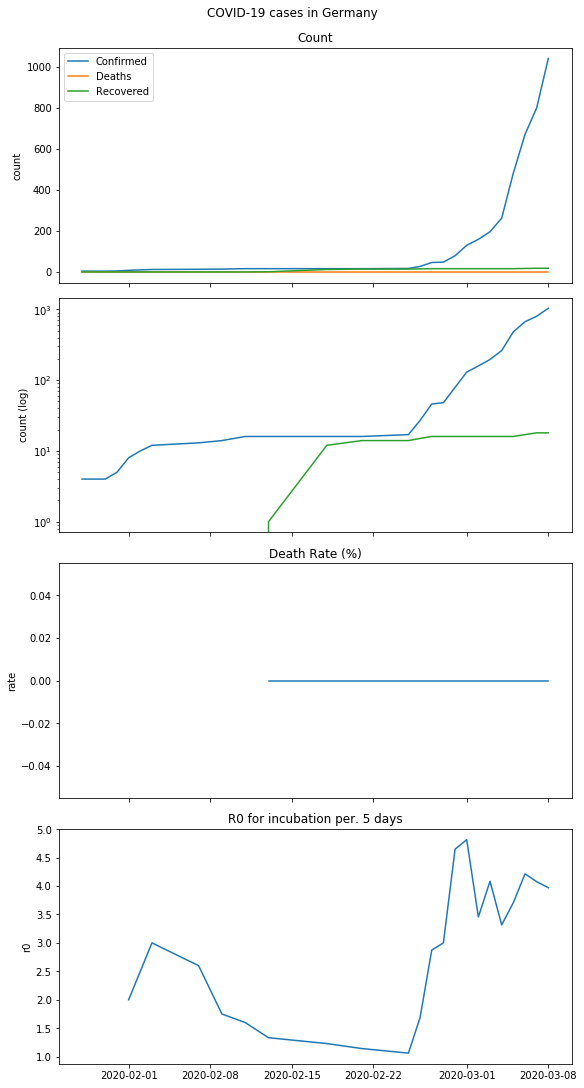 COVID-19 cases in Germany
Count
Confirmed
Deaths
Recovered
1000
800
600
400
200
0
count
10³
10²
10¹
10⁰
count (log)
Death Rate (%)
0.04
0.02
0.00
−0.02
−0.04
rate
R0 for incubation per. 5 days
5.0
4.5
4.0
3.5
3.0
2.5
2.0
1.5
1.0
r0
2020-02-01 2020-02-08 2020-02-15 2020-02-22 2020-03-01 2020-03-08